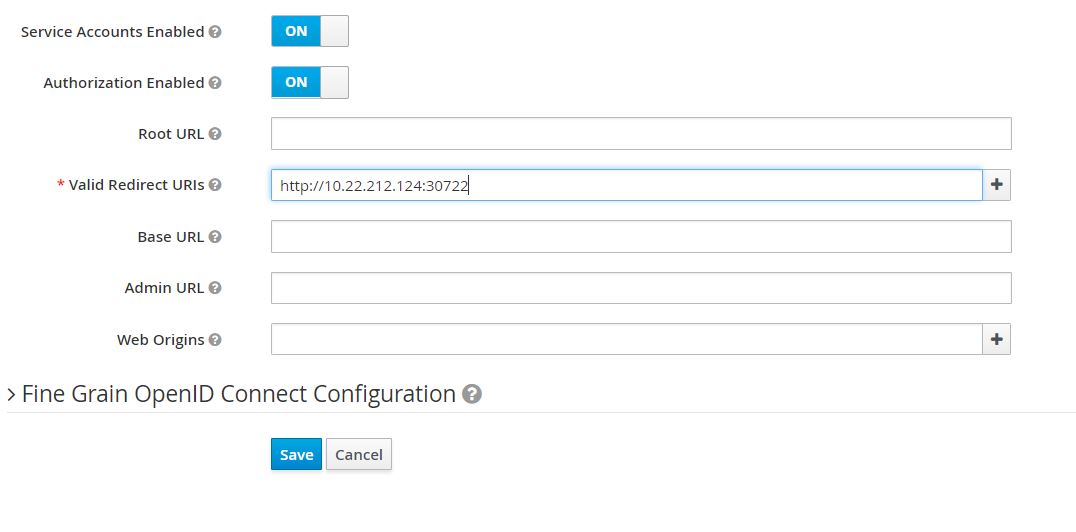 Service Accounts Enabled ?
ON
Authorization Enabled ?
ON
Root URL ?
* Valid Redirect URIs ?
http://10.22.212.124:30722
+
Base URL ?
Admin URL ?
Web Origins ?
+
> Fine Grain OpenID Connect Configuration ?
Save Cancel